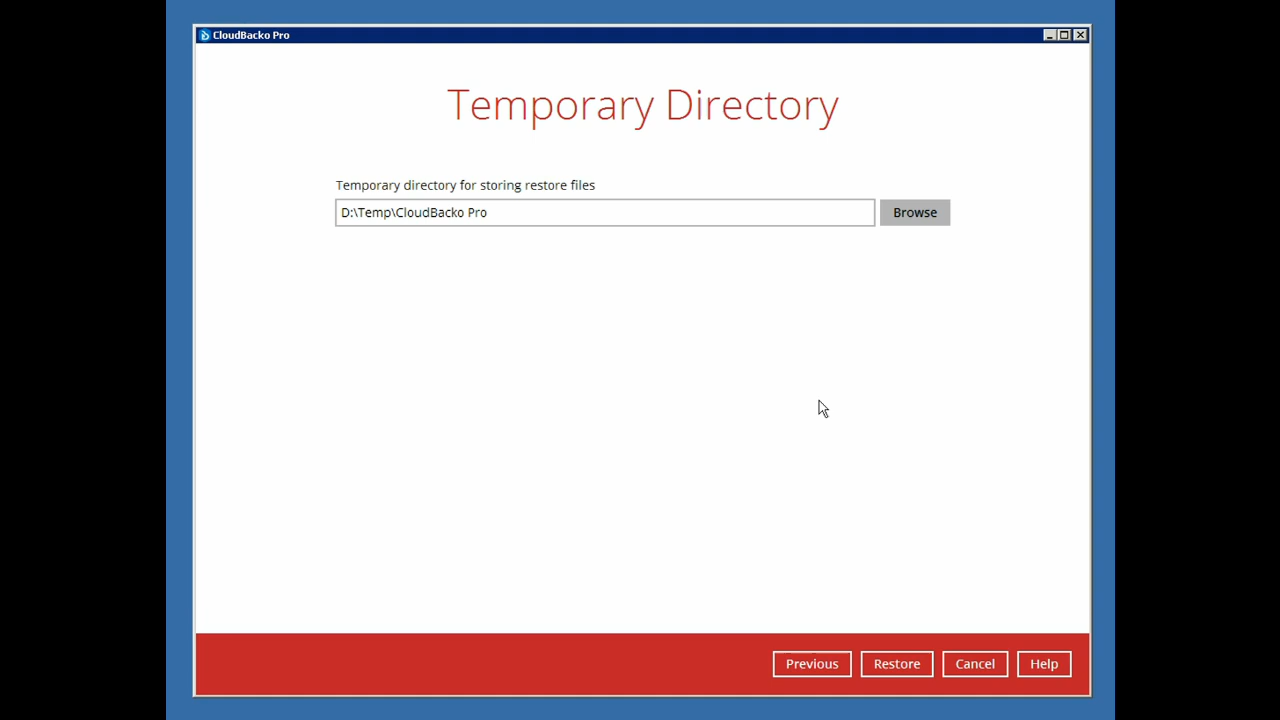 CloudBacko Pro
Temporary Directory
Temporary directory for storing restore files
D:\Temp\CloudBacko Pro
Browse
Previous
Restore
Cancel
Help